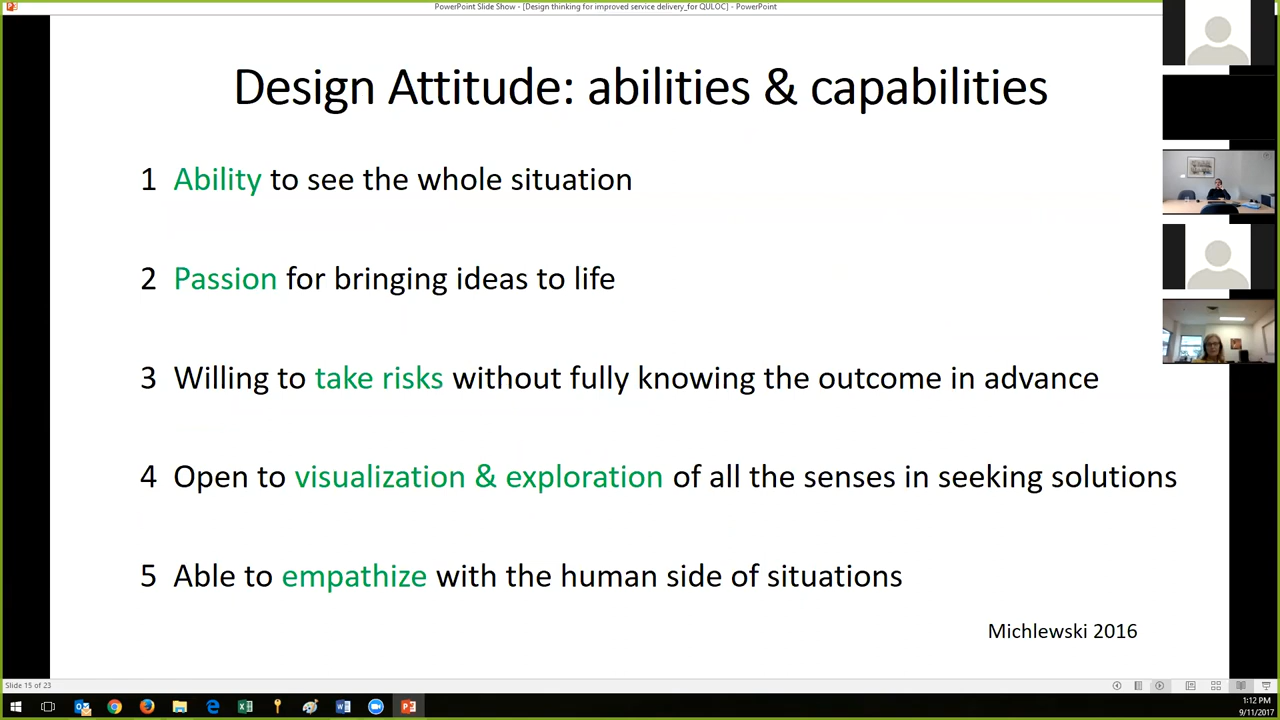 PowerPoint Slide Show - [Design thinking for improved service delivery_for QULOC] - PowerPoint
Design Attitude: abilities & capabilities
1 Ability to see the whole situation
2 Passion for bringing ideas to life
3 Willing to take risks without fully knowing the outcome in advance
4 Open to visualization & exploration of all the senses in seeking solutions
5 Able to empathize with the human side of situations
Michlewski 2016
Slide 15 of 23
1:12 PM
9/11/2017